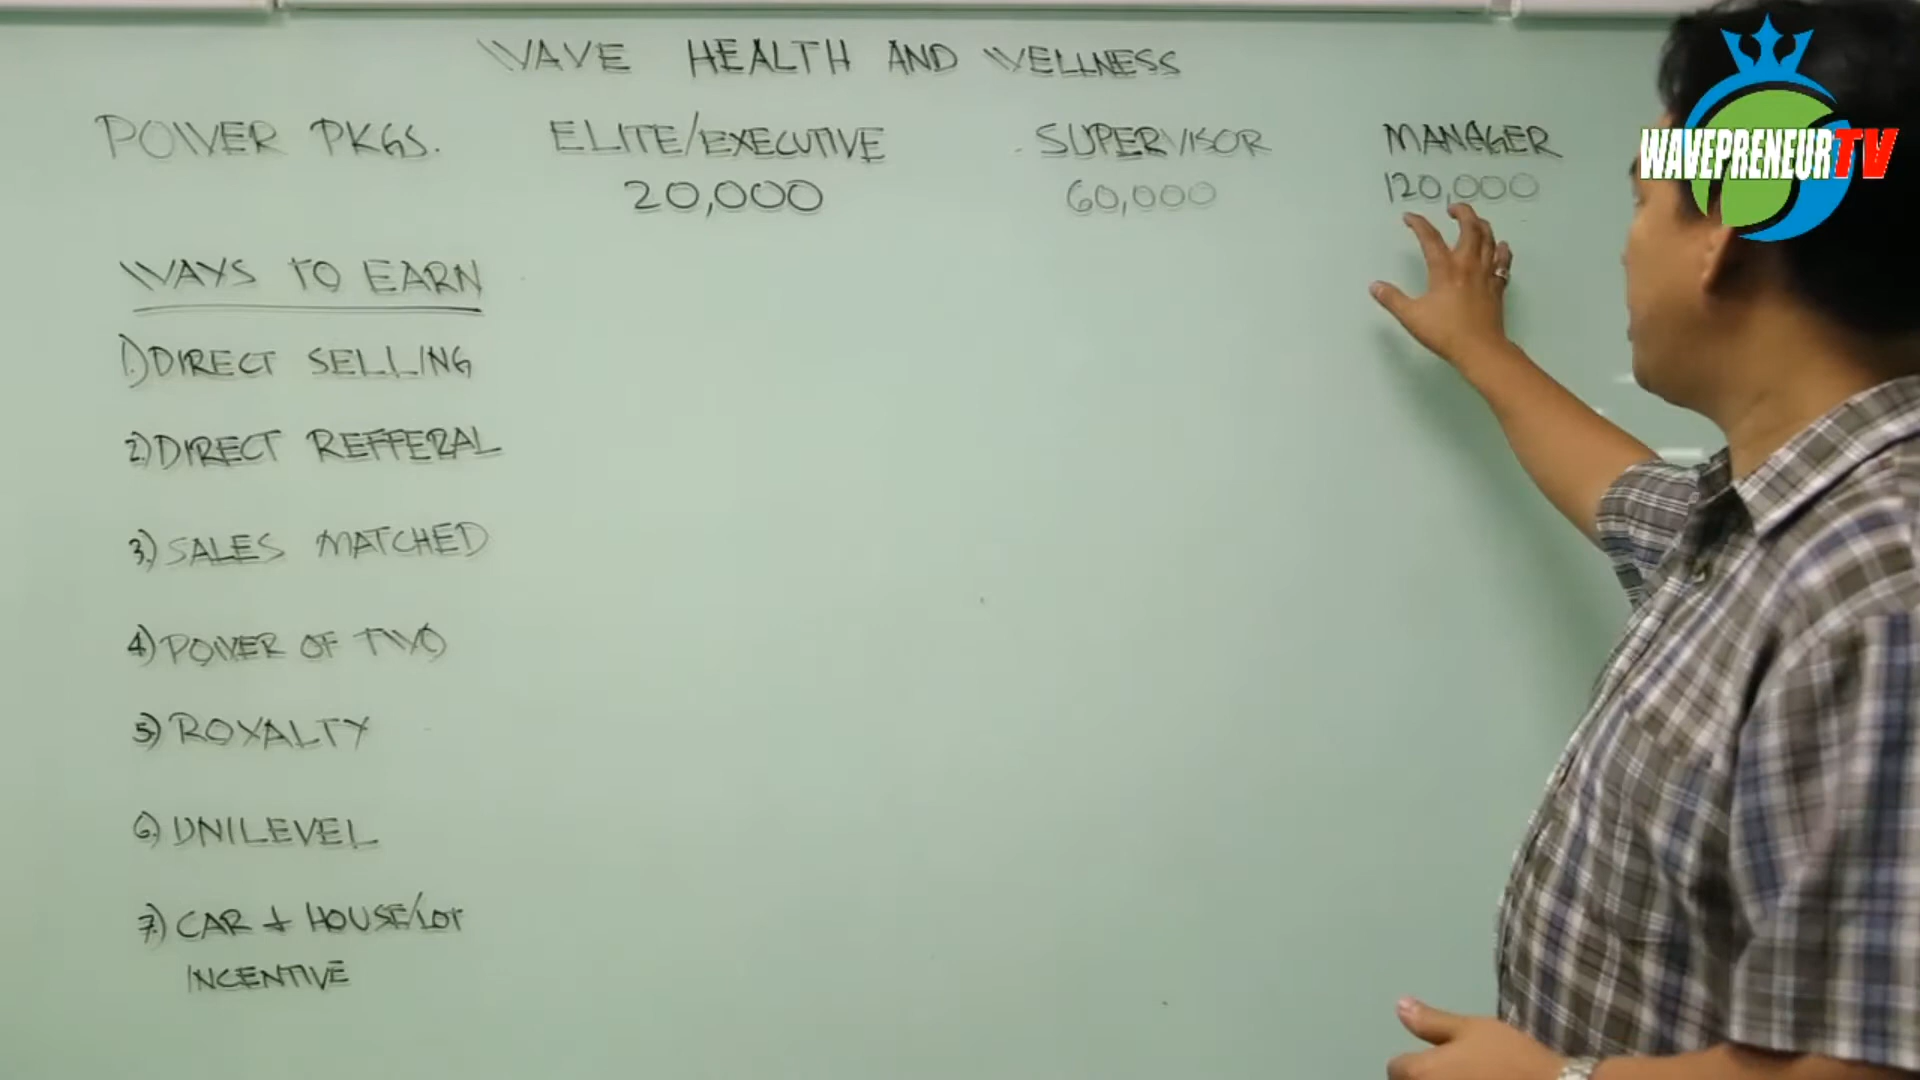 WAVE HEALTH AND WELLNESS
POWER PKGS. ELITE/EXECUTIVE SUPERVISOR MANAGER
20,000 60,000 120,000
WAYS TO EARN
1.) DIRECT SELLING
2.) DIRECT REFFERAL
3.) SALES MATCHED
4.) POWER OF TWO
5.) ROYALTY
6.) UNILEVEL
7.) CAR + HOUSE/LOT
INCENTIVE
WAVEPRENEURTV